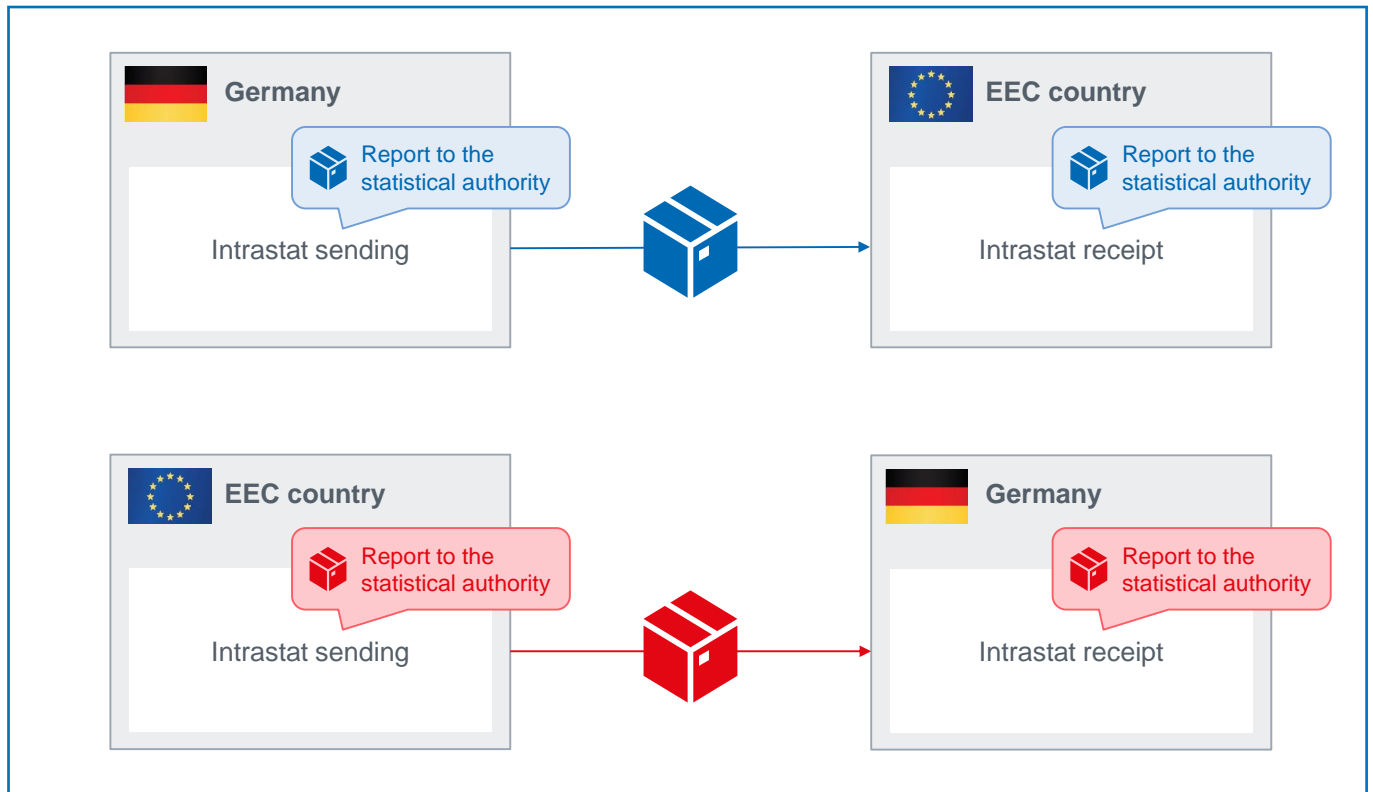 Germany
Report to the
statistical authority
Intrastat sending
EEC country
Report to the
statistical authority
Intrastat receipt
EEC country
Report to the
statistical authority
Intrastat sending
Germany
Report to the
statistical authority
Intrastat receipt